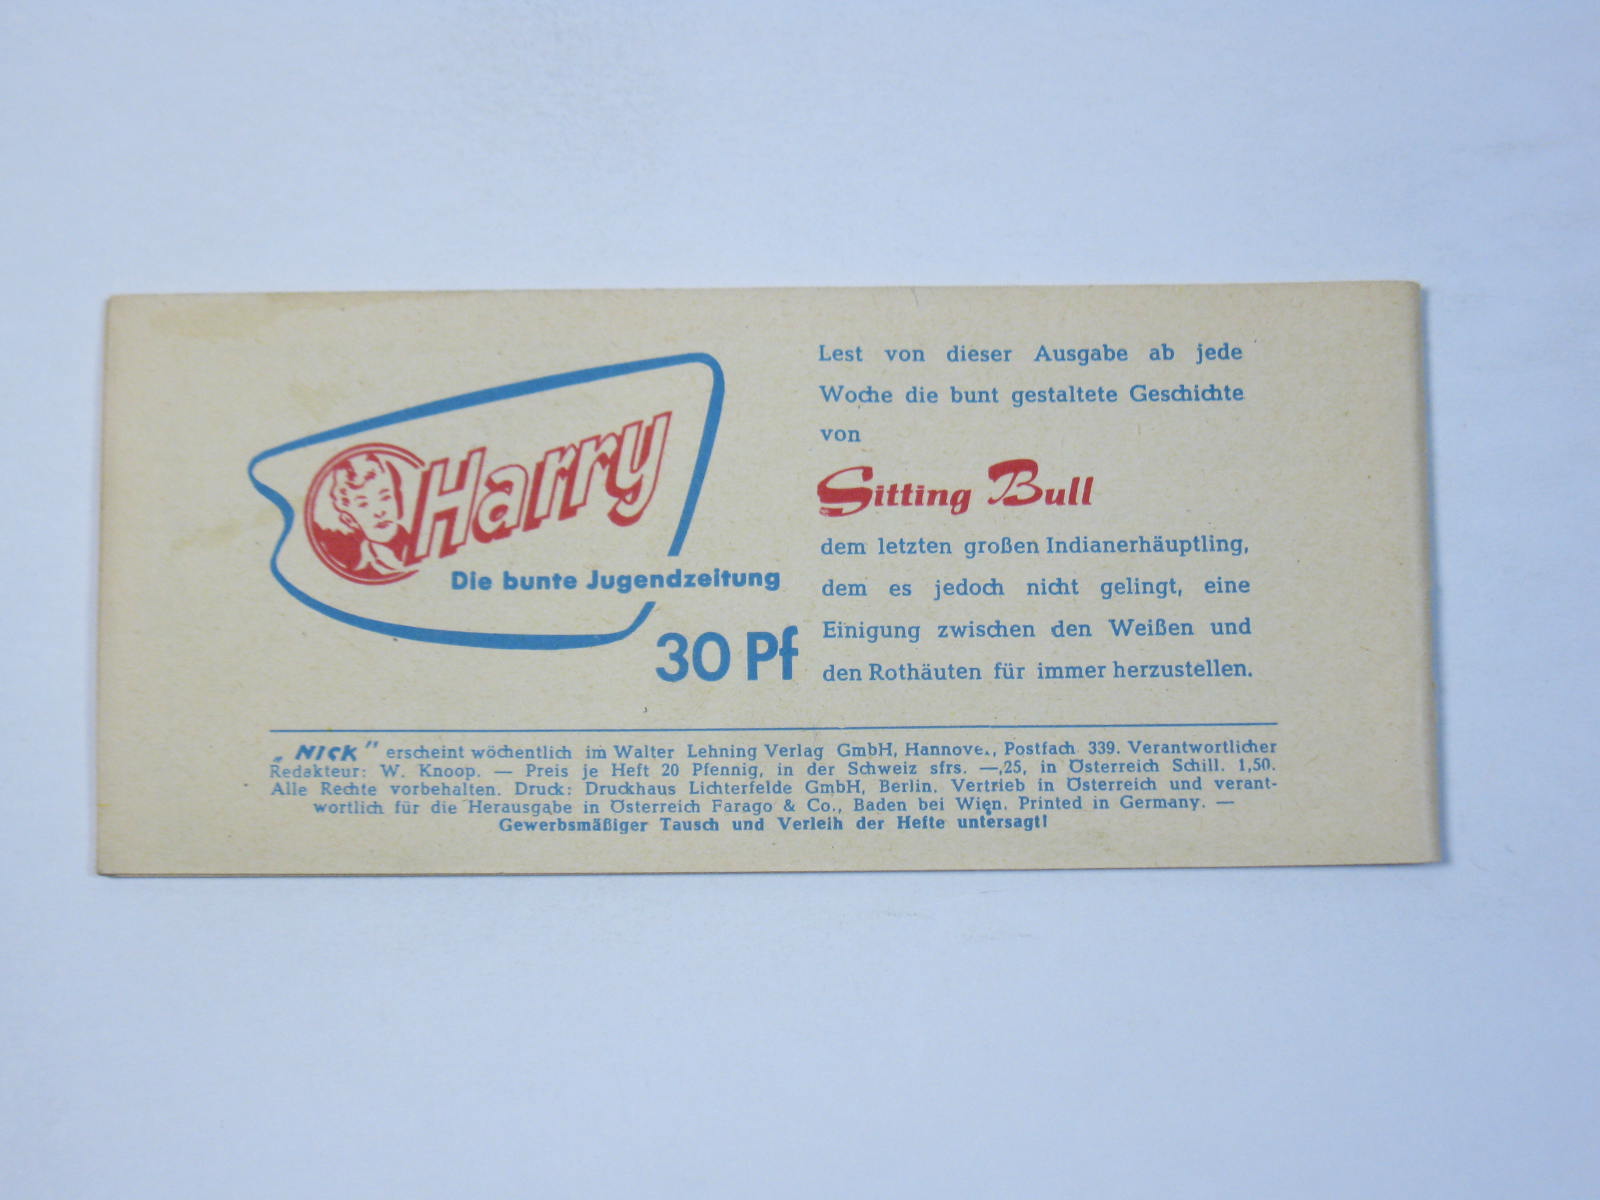 Harry
Die bunte Jugendzeitung
30 Pf
Lest von dieser Ausgabe ab jede
Woche die bunt gestaltete Geschichte
von
Sitting Bull
dem letzten großen Indianerhäuptling,
dem es jedoch nicht gelingt, eine
Einigung zwischen den Weißen und
den Rothäuten für immer herzustellen.
„NICK" erscheint wöchentlich im Walter Lehning Verlag GmbH, Hannove., Postfach 339. Verantwortlicher
Redakteur: W. Knoop. — Preis je Heft 20 Pfennig, in der Schweiz sfrs. —,25, in Österreich Schill. 1,50.
Alle Rechte vorbehalten. Druck: Druckhaus Lichterfelde GmbH, Berlin. Vertrieb in Österreich und verant-
wortlich für die Herausgabe in Österreich Farago & Co., Baden bei Wien. Printed in Germany. —
Gewerbsmäßiger Tausch und Verleih der Hefte untersagt!